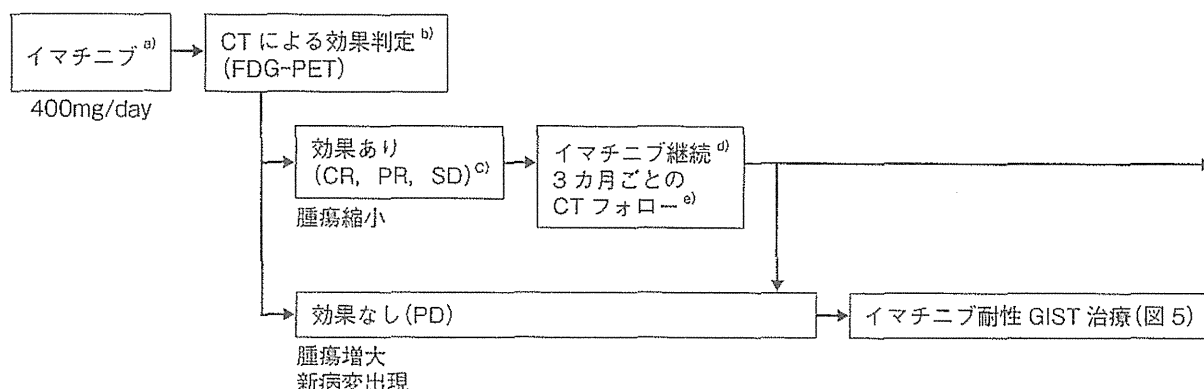 イマチニブ a)
400mg/day
CT による効果判定 b)
(FDG-PET)
効果あり
(CR, PR, SD) c)
腫瘍縮小
イマチニブ継続 d)
3 カ月ごとの
CT フォロー e)
効果なし(PD)
腫瘍増大
新病変出現
イマチニブ耐性 GIST 治療(図 5)